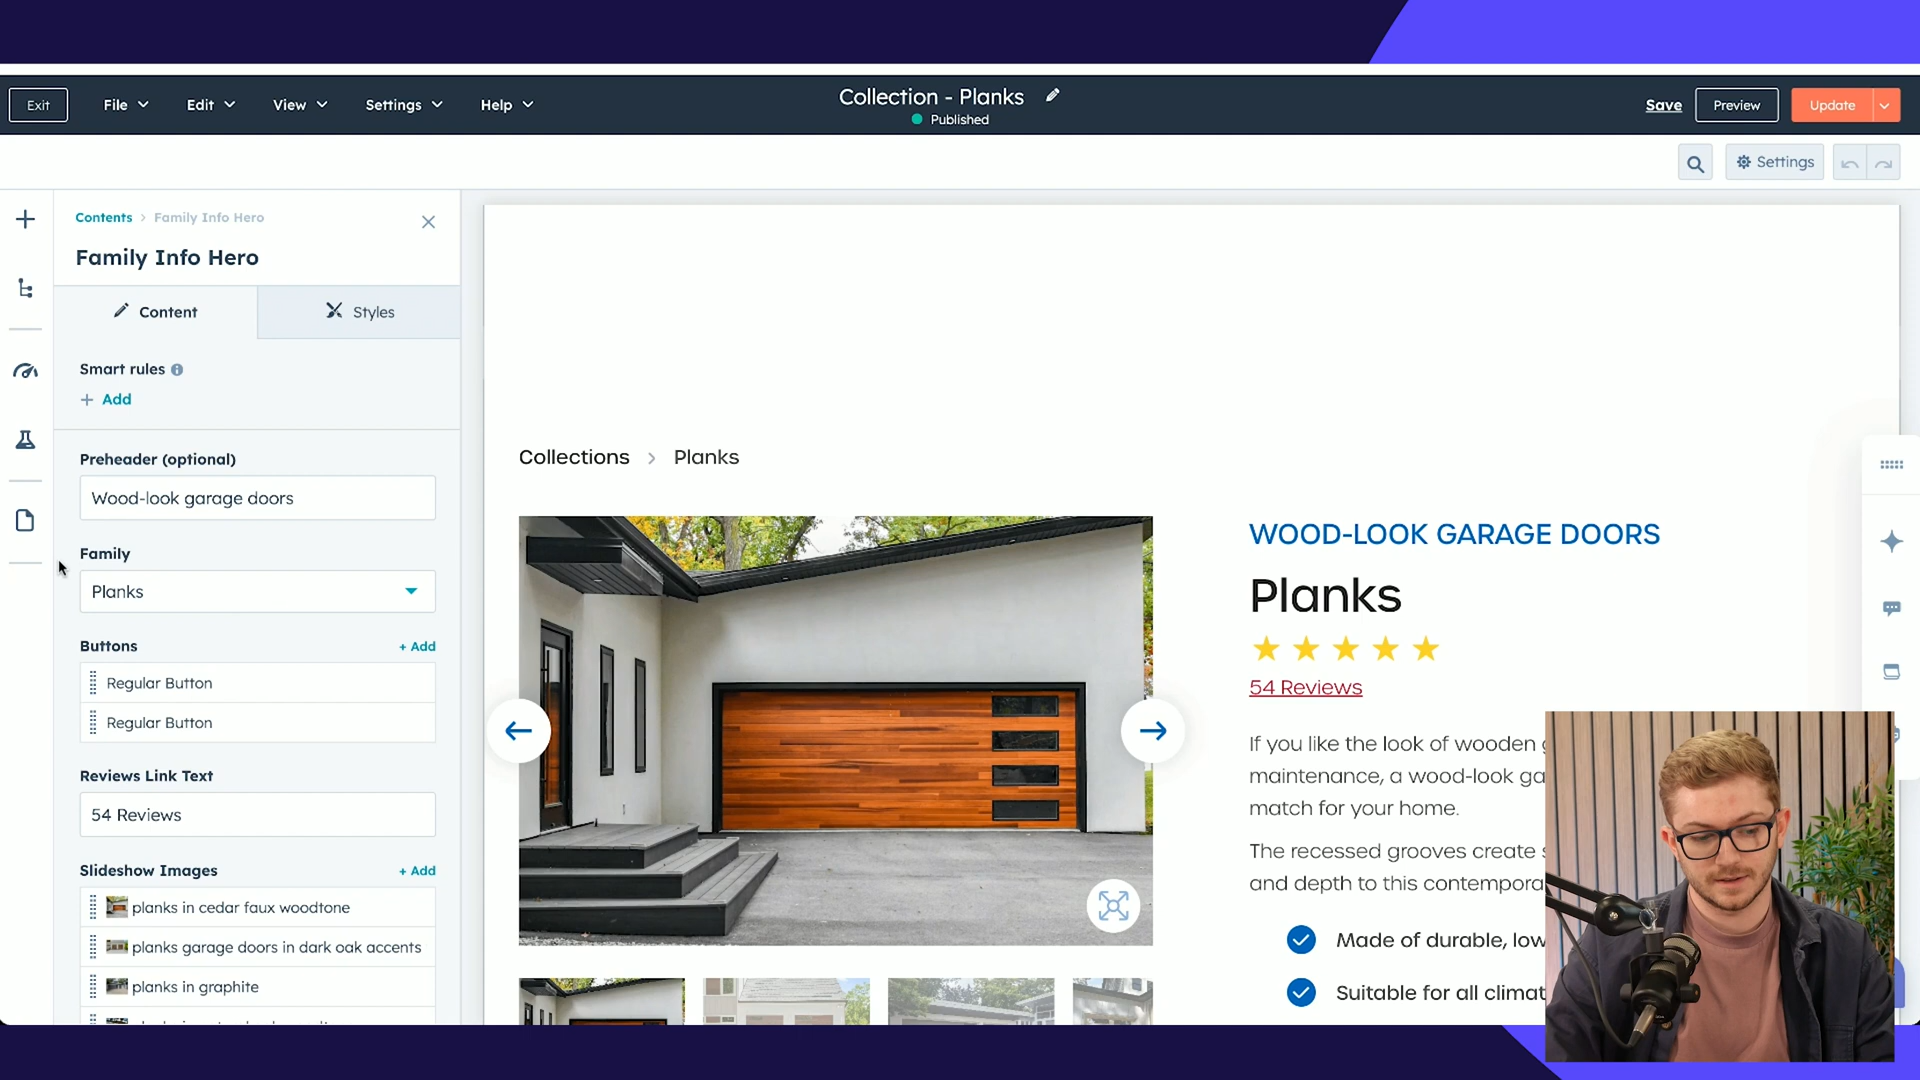 Exit
File
Edit
View
Settings
Help
Collection - Planks
Published
Save
Preview
Update
Settings
Contents > Family Info Hero
Family Info Hero
Content
Styles
Smart rules
+ Add
Preheader (optional)
Wood-look garage doors
Family
Planks
Buttons
+ Add
Regular Button
Regular Button
Reviews Link Text
54 Reviews
Slideshow Images
+ Add
planks in cedar faux woodtone
planks garage doors in dark oak accents
planks in graphite
Collections > Planks
WOOD-LOOK GARAGE DOORS
Planks
54 Reviews
If you like the look of wooden
maintenance, a wood-look ga
match for your home.
The recessed grooves create s
and depth to this contempora
Made of durable, low
Suitable for all climat